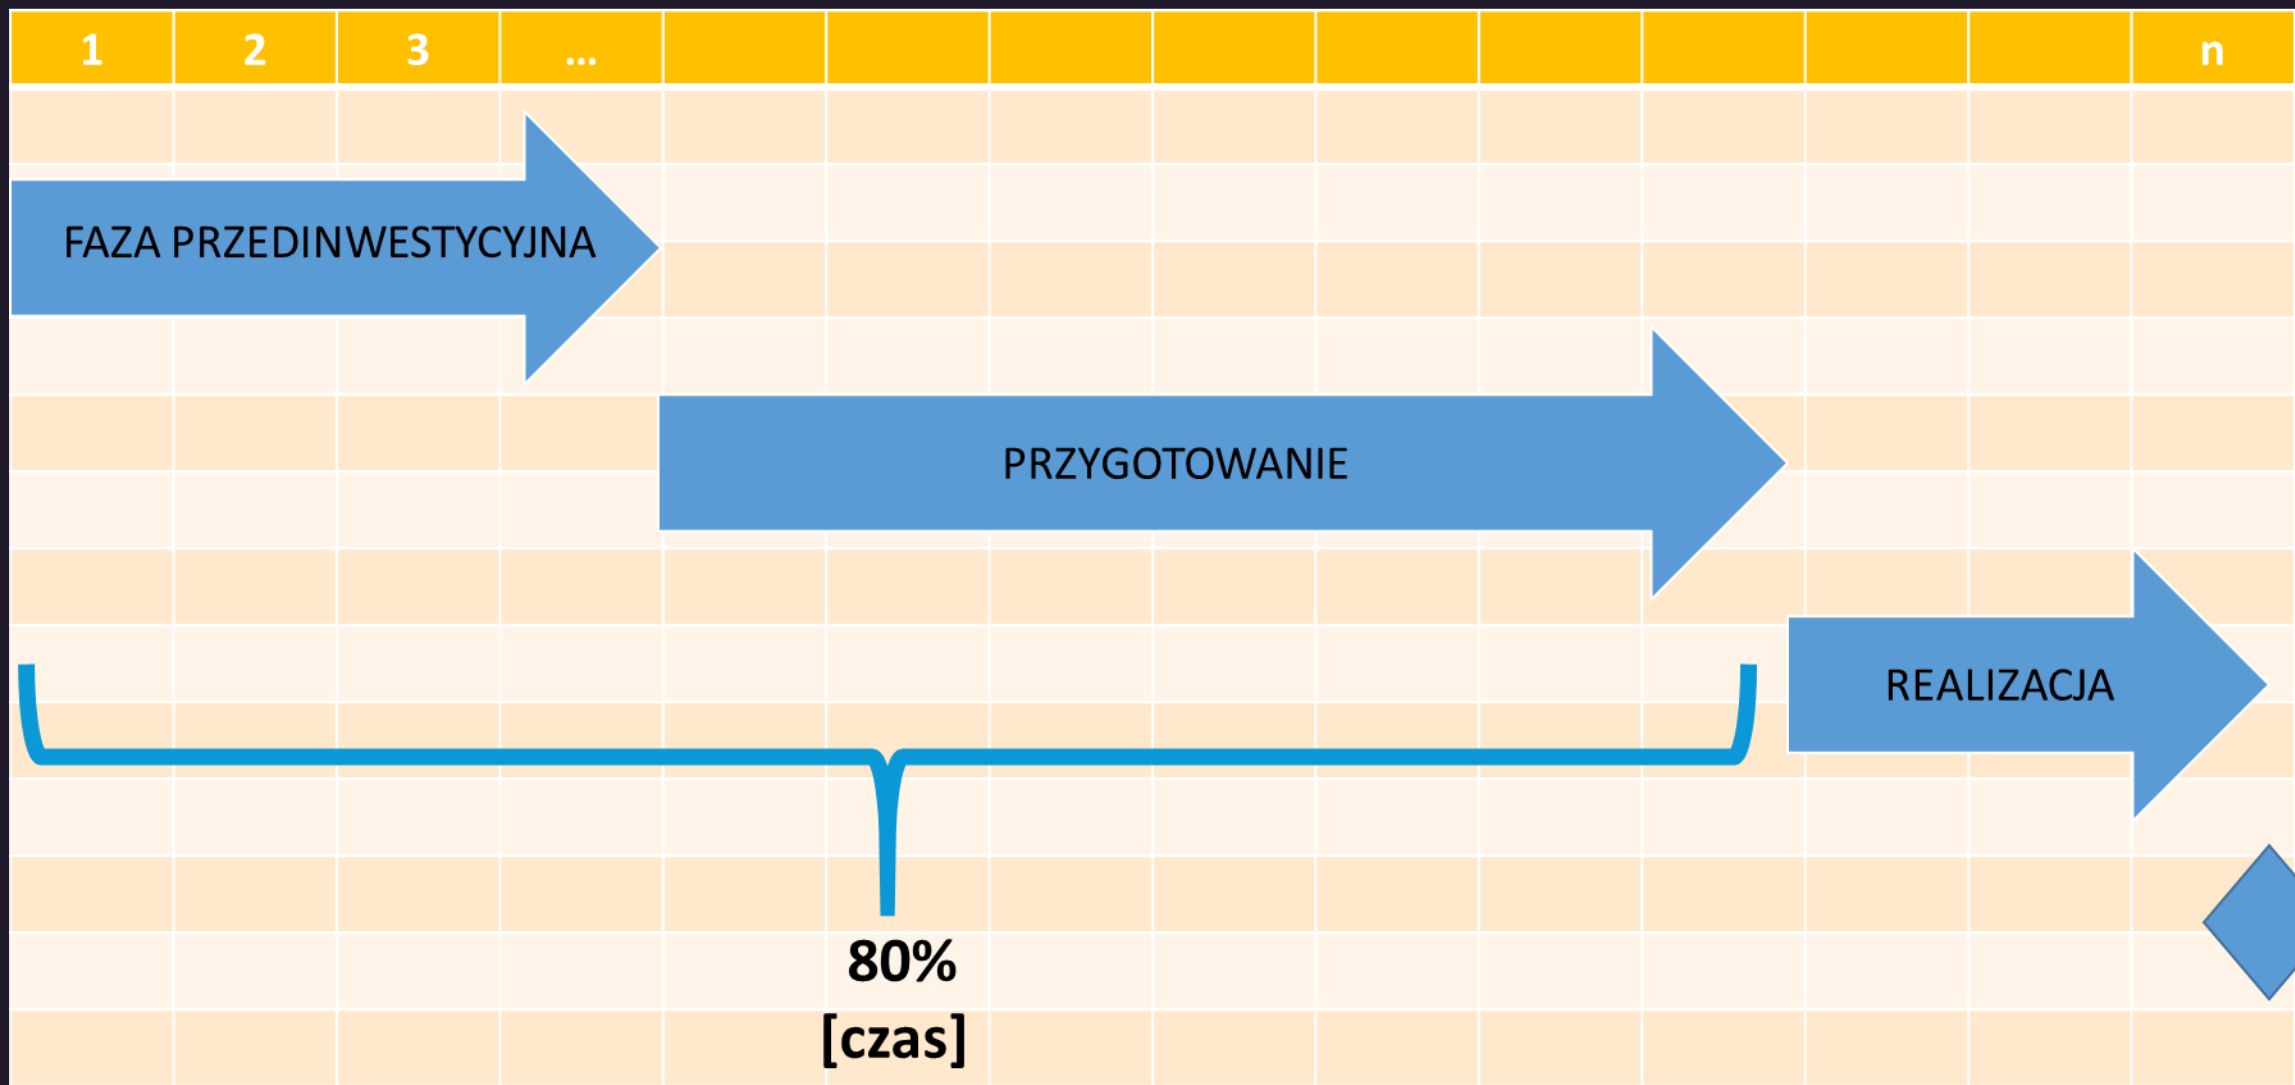 1 2 3 ... n
FAZA PRZEDINWESTYCYJNA
PRZYGOTOWANIE
REALIZACJA
80%
[czas]